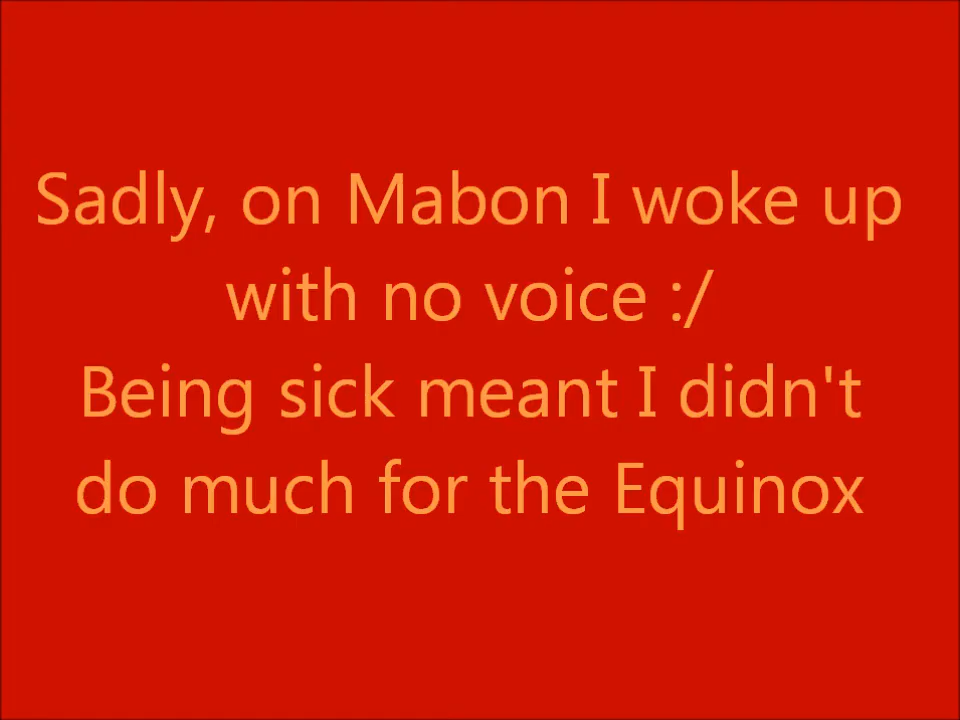 Sadly, on Mabon I woke up
with no voice :/
Being sick meant I didn't
do much for the Equinox